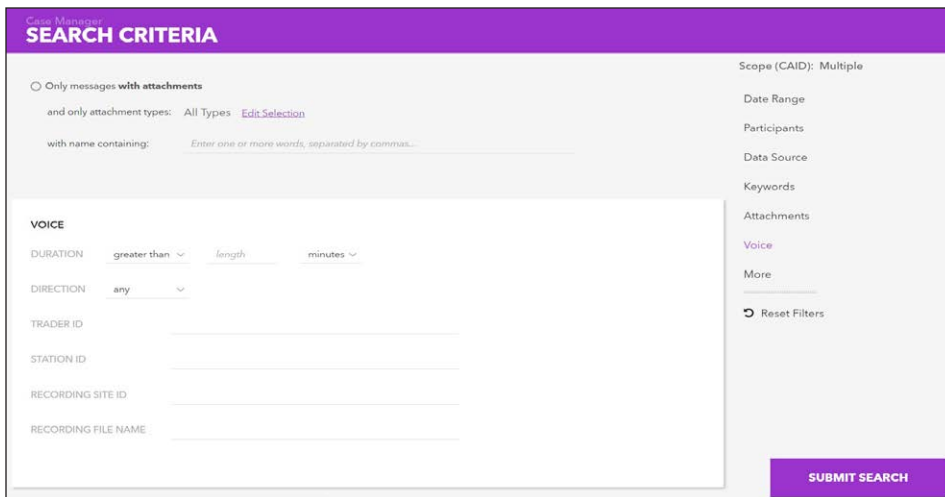 Case Manager
SEARCH CRITERIA
Only messages with attachments
and only attachment types: All Types Edit Selection
with name containing: Enter one or more words, separated by commas...
VOICE
DURATION greater than length minutes
DIRECTION any
TRADER ID
STATION ID
RECORDING SITE ID
RECORDING FILE NAME
Scope (CAID): Multiple
Date Range
Participants
Data Source
Keywords
Attachments
Voice
More
Reset Filters
SUBMIT SEARCH